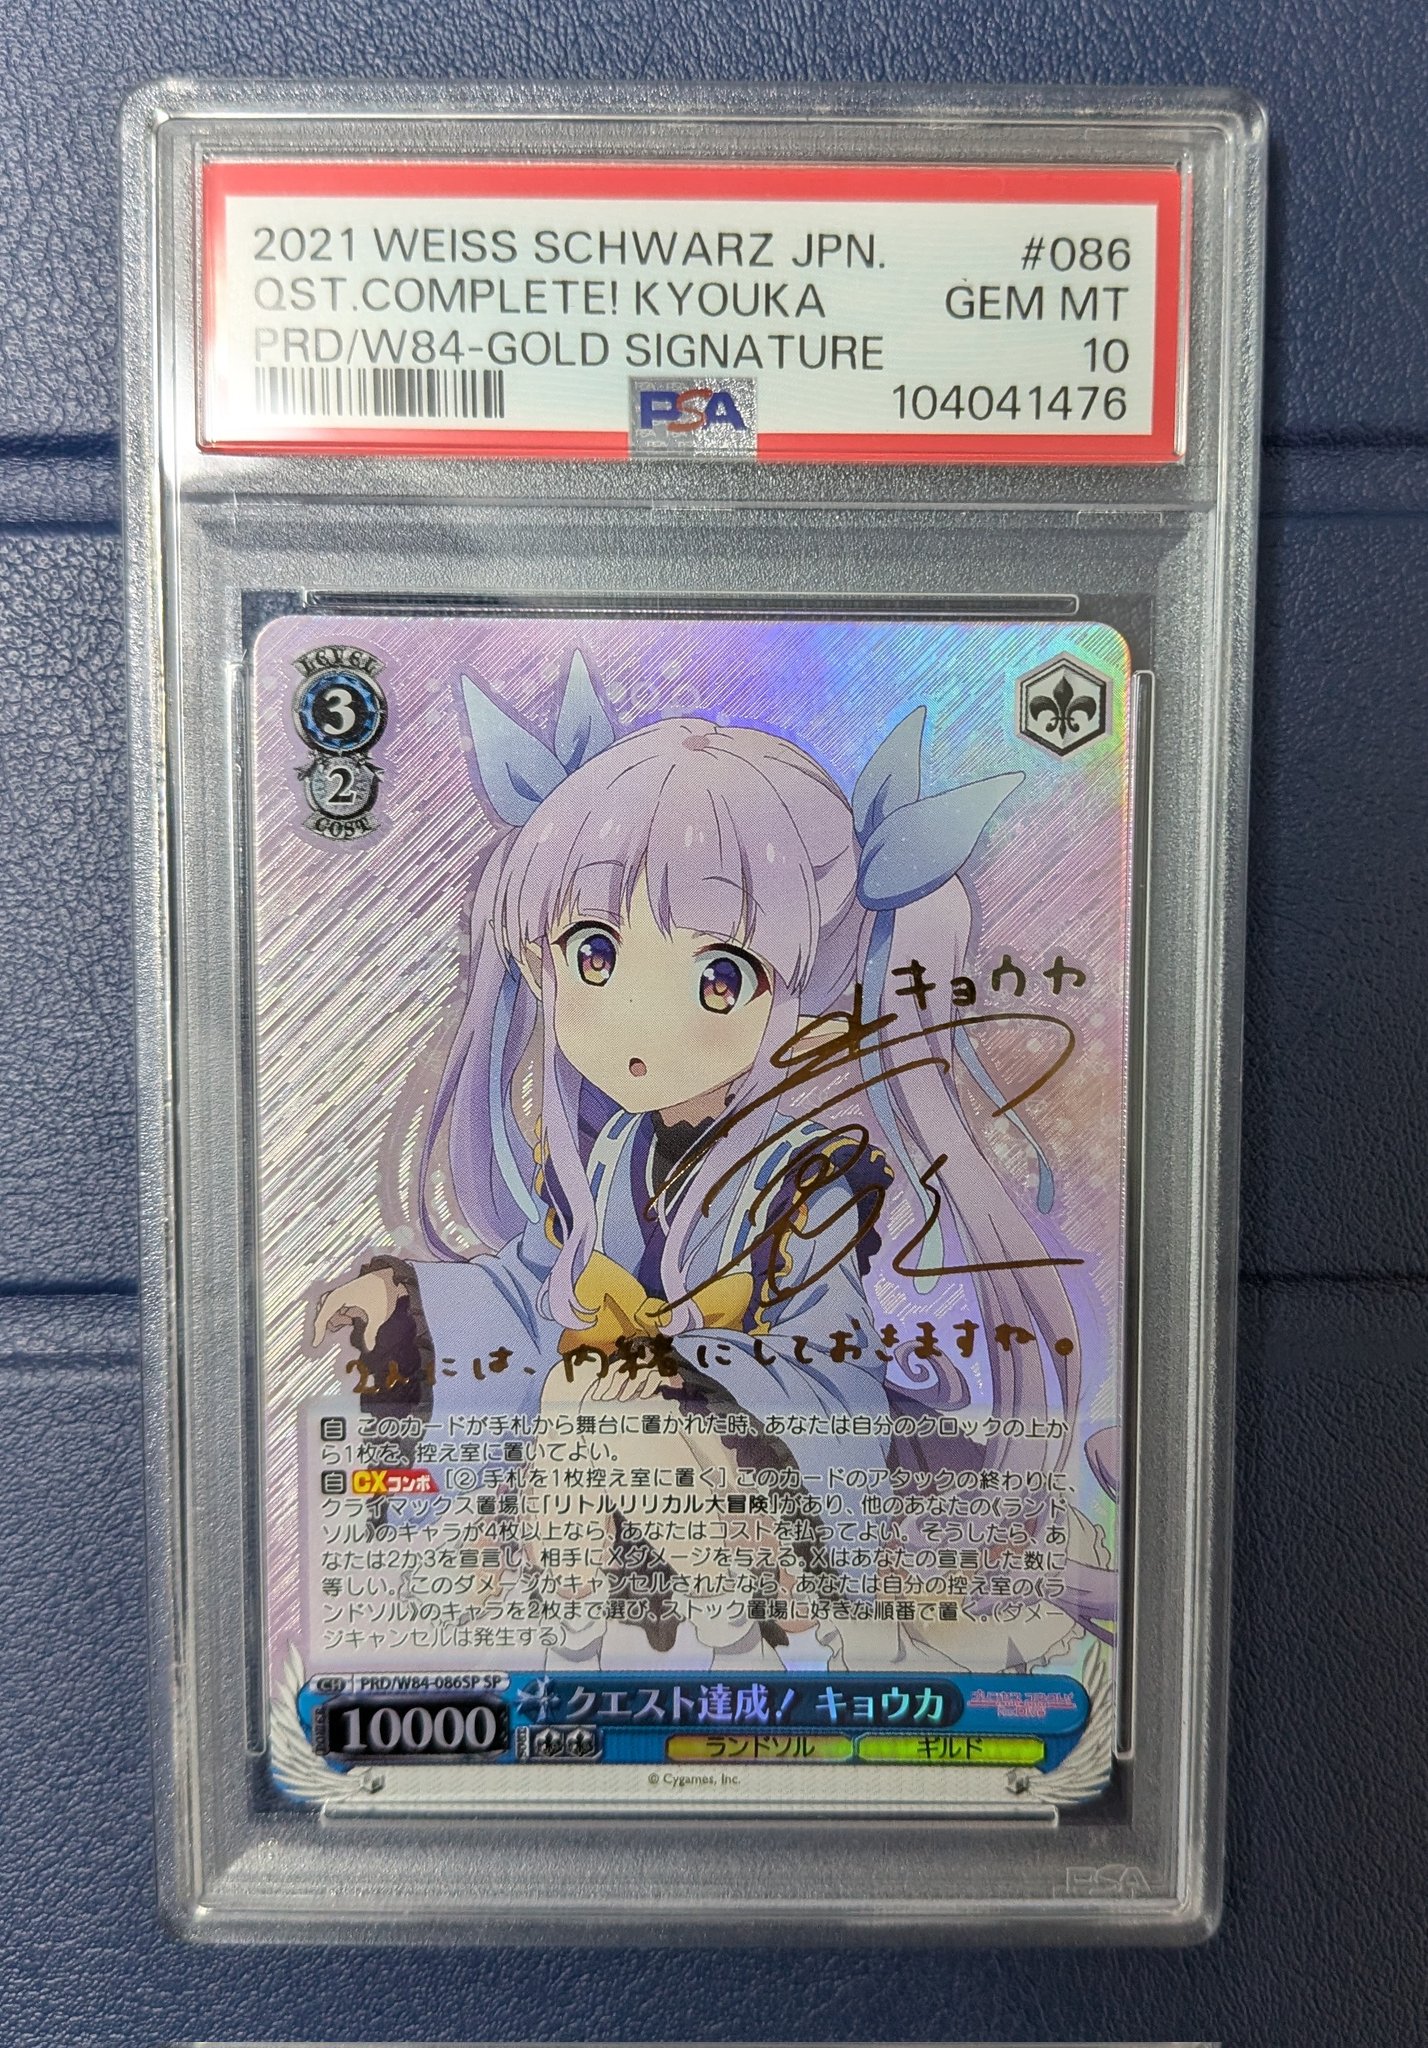 2021 WEISS SCHWARZ JPN. #086
QST.COMPLETE! KYOUKA GEM MT
PRD/W84-GOLD SIGNATURE 10
104041476
PSA
LEVEL
3
2
COST
キョウカ
2人には、内緒にしておきますね。
自 このカードが手札から舞台に置かれた時、あなたは自分のクロックの上か
ら1枚を、控え室に置いてよい。
自 CXコンボ [② 手札を1枚控え室に置く] このカードのアタックの終わりに、
クライマックス置場に「リトルリリカル大冒険」があり、他のあなたの《ランド
ソル》のキャラが4枚以上なら、あなたはコストを払ってよい。そうしたら、あ
なたは2か3を宣言し、相手にXダメージを与える。Xはあなたの宣言した数に
等しい。このダメージがキャンセルされたなら、あなたは自分の控え室の《ラ
ンドソル》のキャラを2枚まで選び、ストック置場に好きな順番で置く。(ダメー
ジキャンセルは発生する)
CH PRD/W84-086SP SP
クエスト達成! キョウカ
10000
ランドソル ギルド
© Cygames, Inc.
PSA